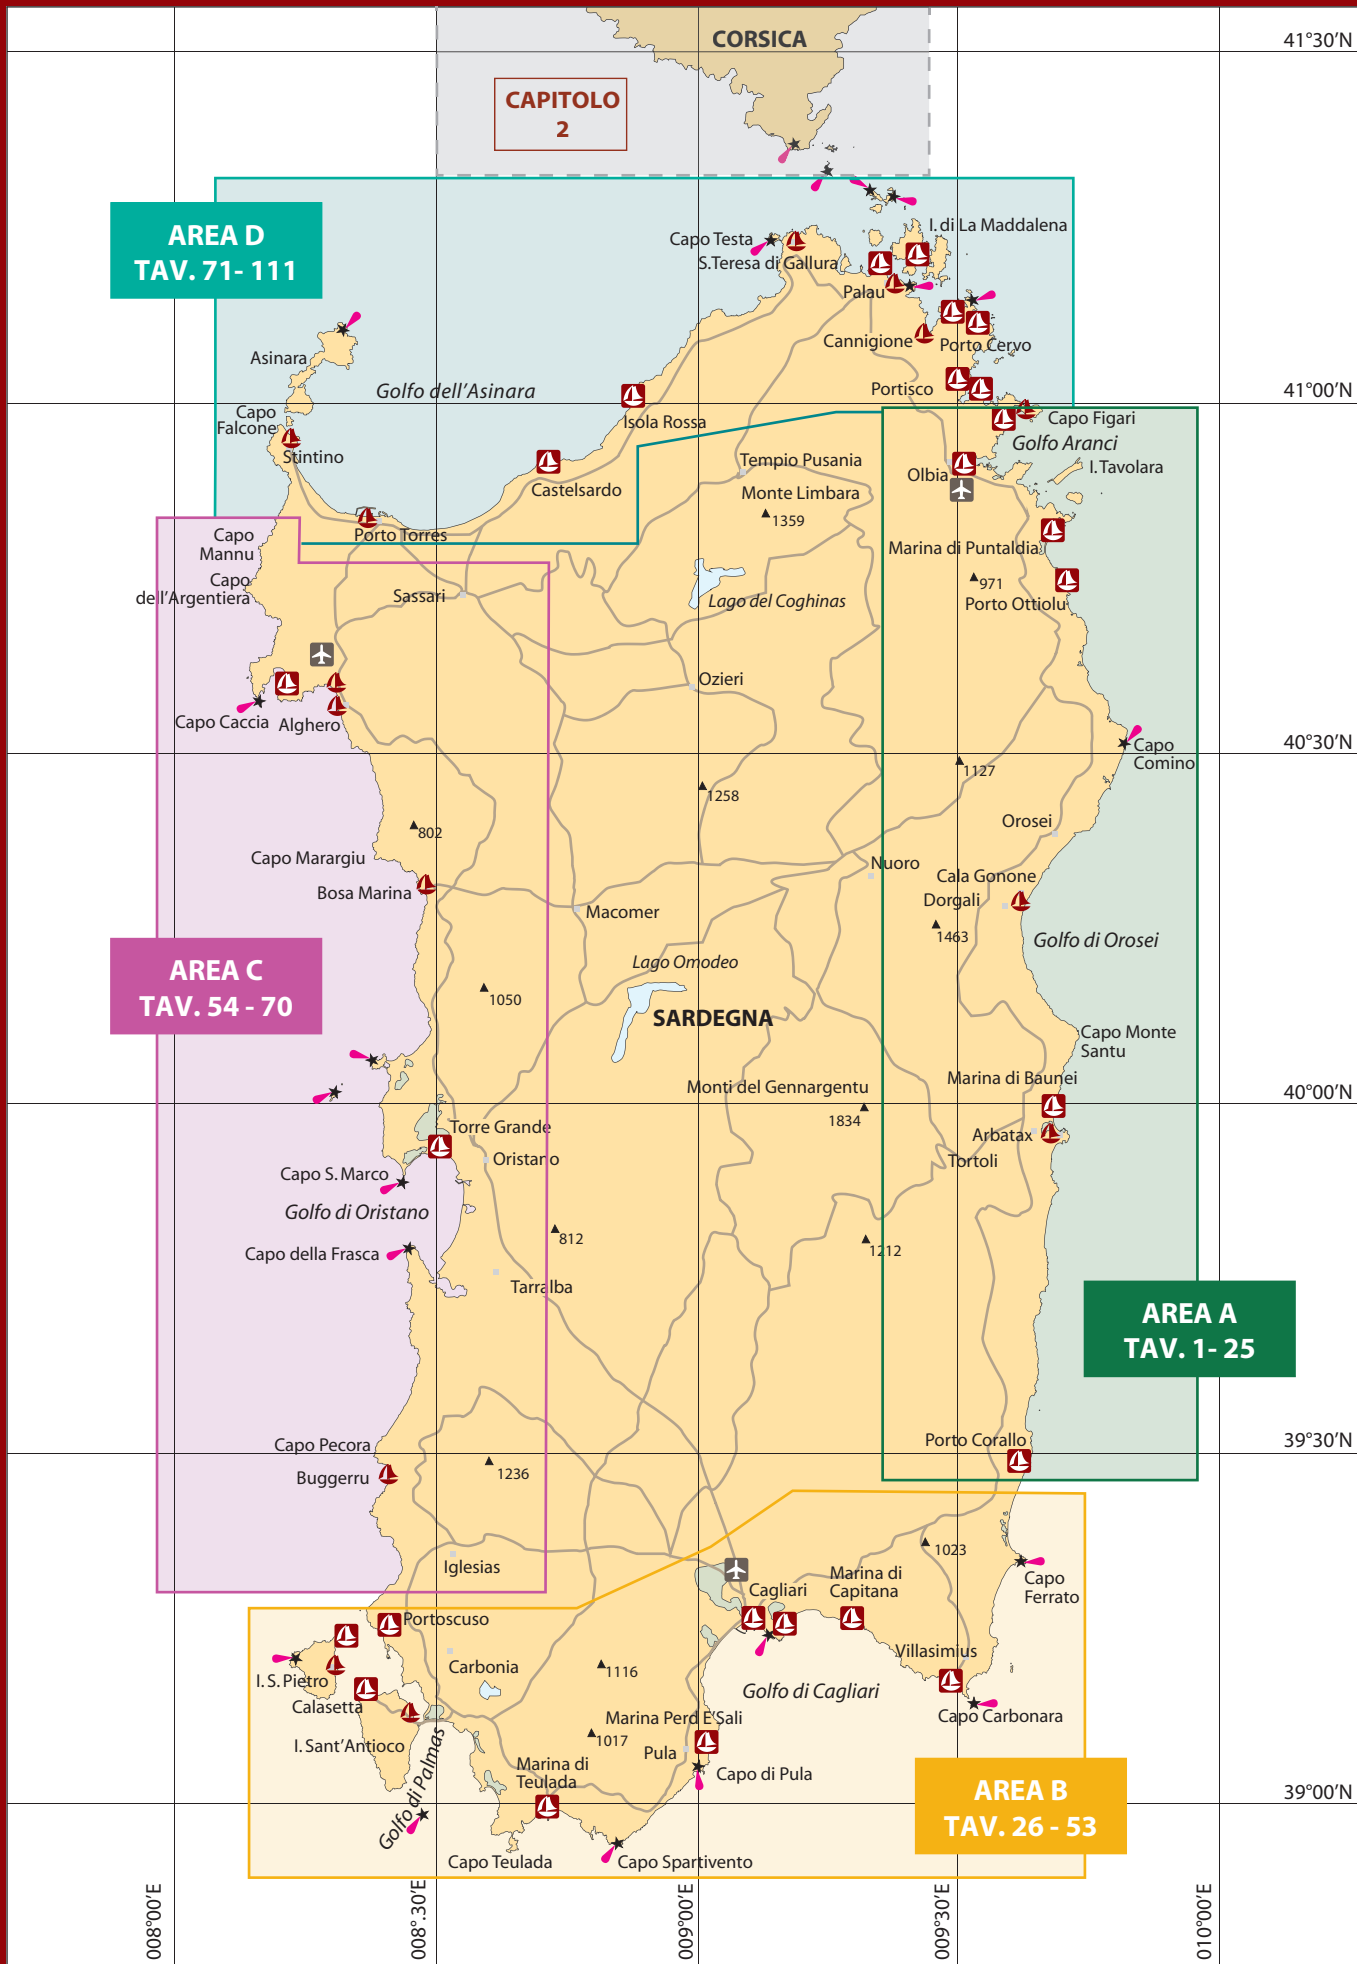 CORSICA
41°30'N
CAPITOLO
2
AREA D
TAV. 71- 111
Capo Testa
I. di La Maddalena
S.Teresa di Gallura
Palau
Cannigione
Porto Cervo
Asinara
Golfo dell'Asinara
Portisco
41°00'N
Capo
Falcone
Isola Rossa
Capo Figari
Golfo Aranci
Stintino
Castelsardo
Tempio Pusania
Olbia
I. Tavolara
Monte Limbara
1359
Porto Torres
Capo
Mannu
Marina di Puntaldia
Capo
dell'Argentiera
Sassari
Lago del Coghinas
971
Porto Ottiolu
Ozieri
Capo Caccia
Alghero
Capo
Comino
40°30'N
1127
1258
802
Orosei
Capo Marargiu
Nuoro
Bosa Marina
Cala Gonone
Dorgali
Macomer
1463
Golfo di Orosei
AREA C
TAV. 54 - 70
Lago Omodeo
1050
SARDEGNA
Capo Monte
Santu
Monti del Gennargentu
Marina di Baunei
40°00'N
1834
Torre Grande
Arbatax
Oristano
Tortoli
Capo S. Marco
Golfo di Oristano
812
1212
Capo della Frasca
Tarralba
AREA A
TAV. 1- 25
Capo Pecora
Porto Corallo
39°30'N
Buggerru
1236
1023
Iglesias
Cagliari
Marina di
Capitana
Capo
Ferrato
Portoscuso
Villasimius
Carbonia
1116
I. S. Pietro
Golfo di Cagliari
Calasetta
Marina Perd E'Sali
Capo Carbonara
I. Sant'Antioco
1017
Pula
Golfo di Palmas
Marina di
Teulada
Capo di Pula
AREA B
TAV. 26 - 53
39°00'N
Capo Teulada
Capo Spartivento
008°00'E
008°.30'E
009°00'E
009°30'E
010°00'E